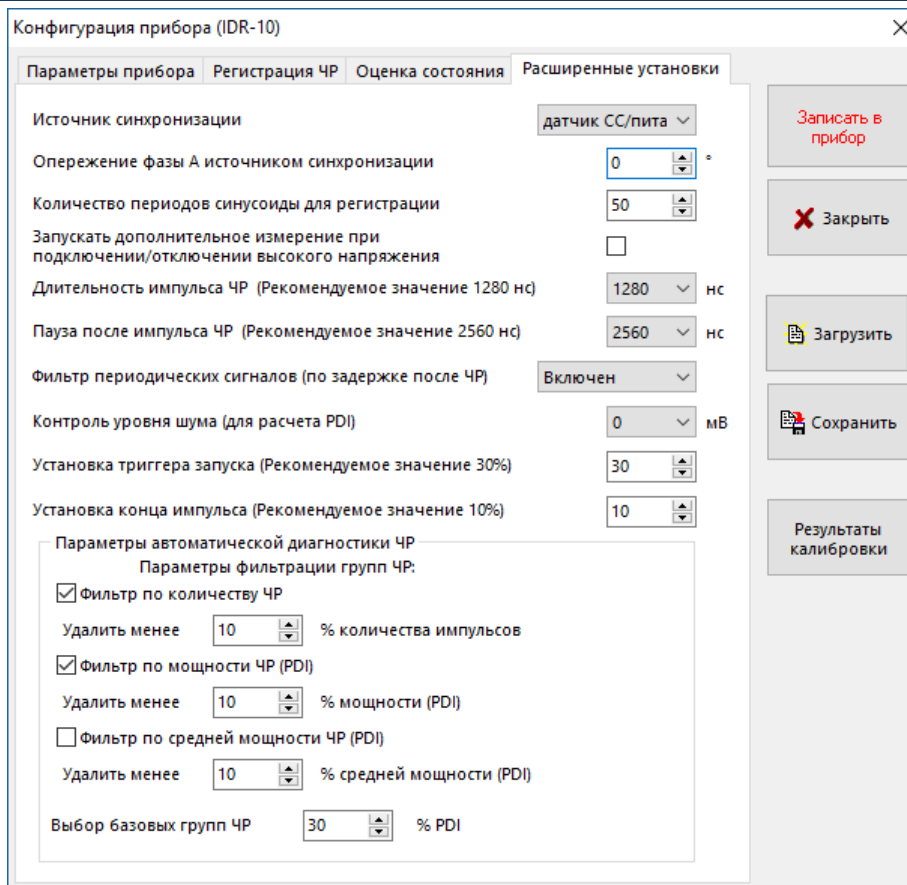 Конфигурация прибора (IDR-10)
Параметры прибора
Регистрация ЧР
Оценка состояния
Расширенные установки
Источник синхронизации
датчик СС/пита
Опережение фазы А источником синхронизации
0 °
Количество периодов синусоиды для регистрации
50
Запускать дополнительное измерение при
подключении/отключении высокого напряжения
Длительность импульса ЧР (Рекомендуемое значение 1280 нс)
1280 нс
Пауза после импульса ЧР (Рекомендуемое значение 2560 нс)
2560 нс
Фильтр периодических сигналов (по задержке после ЧР)
Включен
Контроль уровня шума (для расчета PDI)
0 мВ
Установка триггера запуска (Рекомендуемое значение 30%)
30
Установка конца импульса (Рекомендуемое значение 10%)
10
Параметры автоматической диагностики ЧР
Параметры фильтрации групп ЧР:
Фильтр по количеству ЧР
Удалить менее 10 % количества импульсов
Фильтр по мощности ЧР (PDI)
Удалить менее 10 % мощности (PDI)
Фильтр по средней мощности ЧР (PDI)
Удалить менее 10 % средней мощности (PDI)
Выбор базовых групп ЧР 30 % PDI
Записать в
прибор
Закрыть
Загрузить
Сохранить
Результаты
калибровки